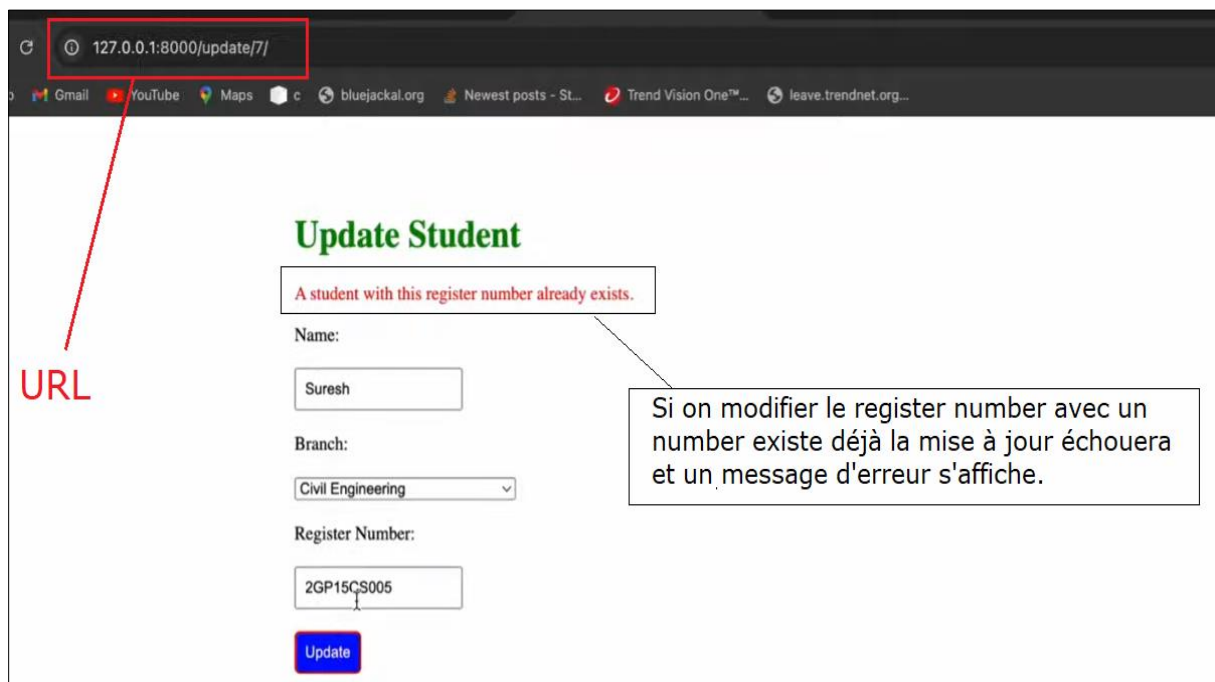 127.0.0.1:8000/update/7/
Gmail YouTube Maps c bluejackal.org Newest posts - St... Trend Vision One™... leave.trendnet.org...
Update Student
A student with this register number already exists.
Name:
Suresh
URL
Si on modifier le register number avec un
number existe déjà la mise à jour échouera
et un message d'erreur s'affiche.
Branch:
Civil Engineering
Register Number:
2GP15CS005
Update